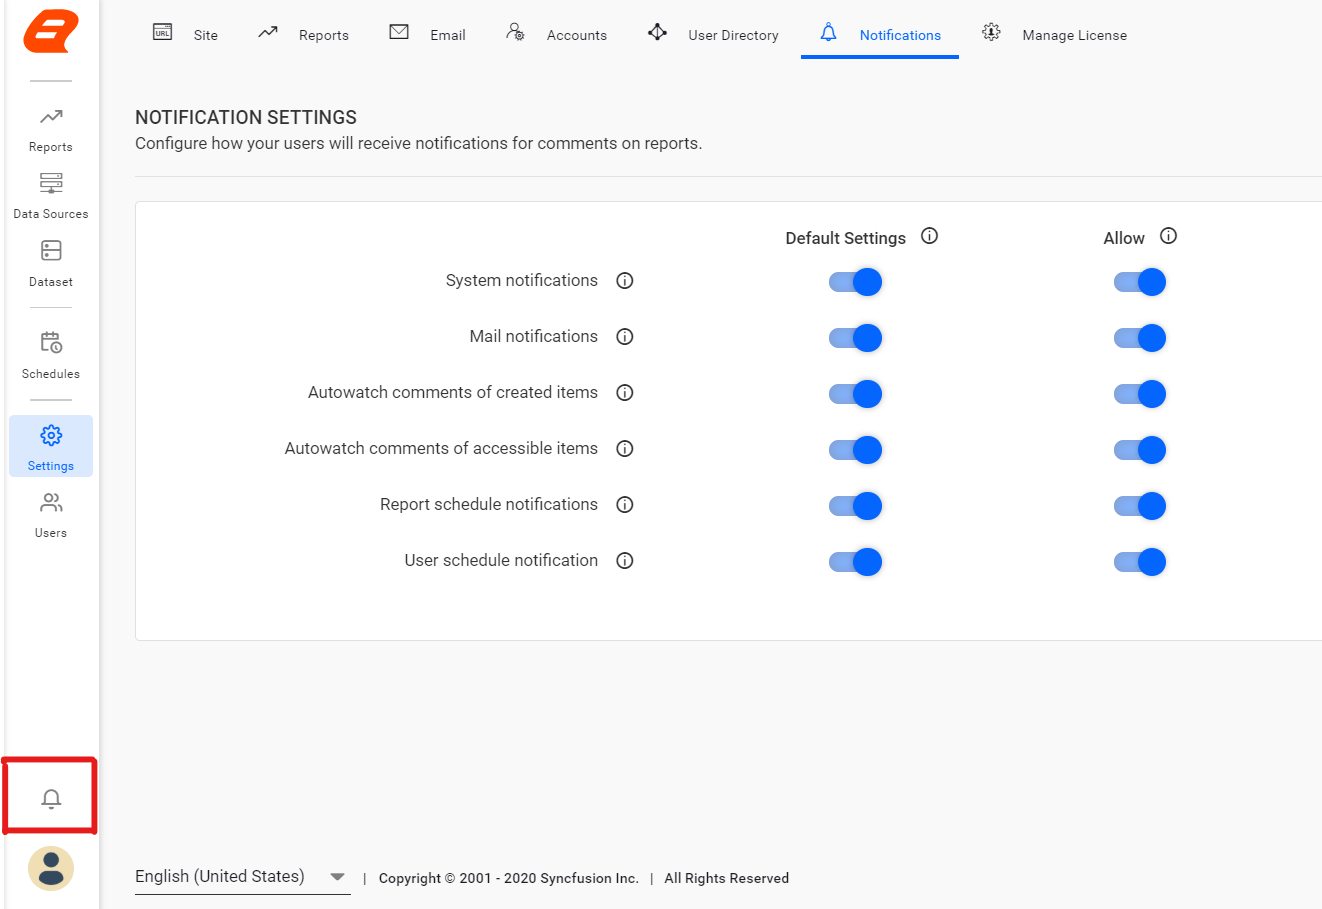 URL
Site
Reports
Email
Accounts
User Directory
Notifications
Manage License
Reports
Data Sources
Dataset
Schedules
Settings
Users
NOTIFICATION SETTINGS
Configure how your users will receive notifications for comments on reports.
Default Settings
Allow
System notifications
Mail notifications
Autowatch comments of created items
Autowatch comments of accessible items
Report schedule notifications
User schedule notification
English (United States) | Copyright © 2001 - 2020 Syncfusion Inc. | All Rights Reserved